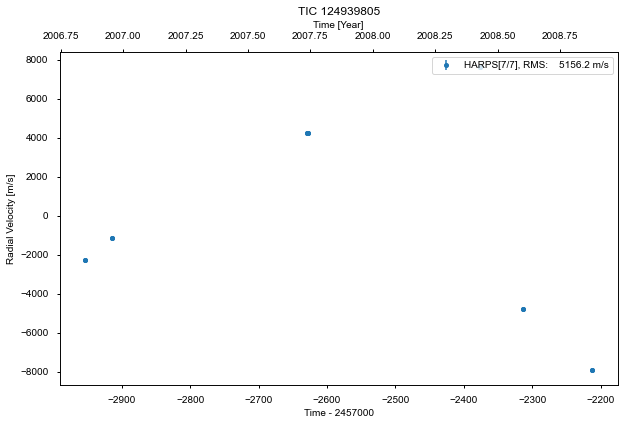 TIC 124939805
Time [Year]
2006.75 2007.00 2007.25 2007.50 2007.75 2008.00 2008.25 2008.50 2008.75
HARPS[7/7], RMS: 5156.2 m/s
8000
6000
4000
2000
0
−2000
−4000
−6000
−8000
Radial Velocity [m/s]
−2900 −2800 −2700 −2600 −2500 −2400 −2300 −2200
Time - 2457000